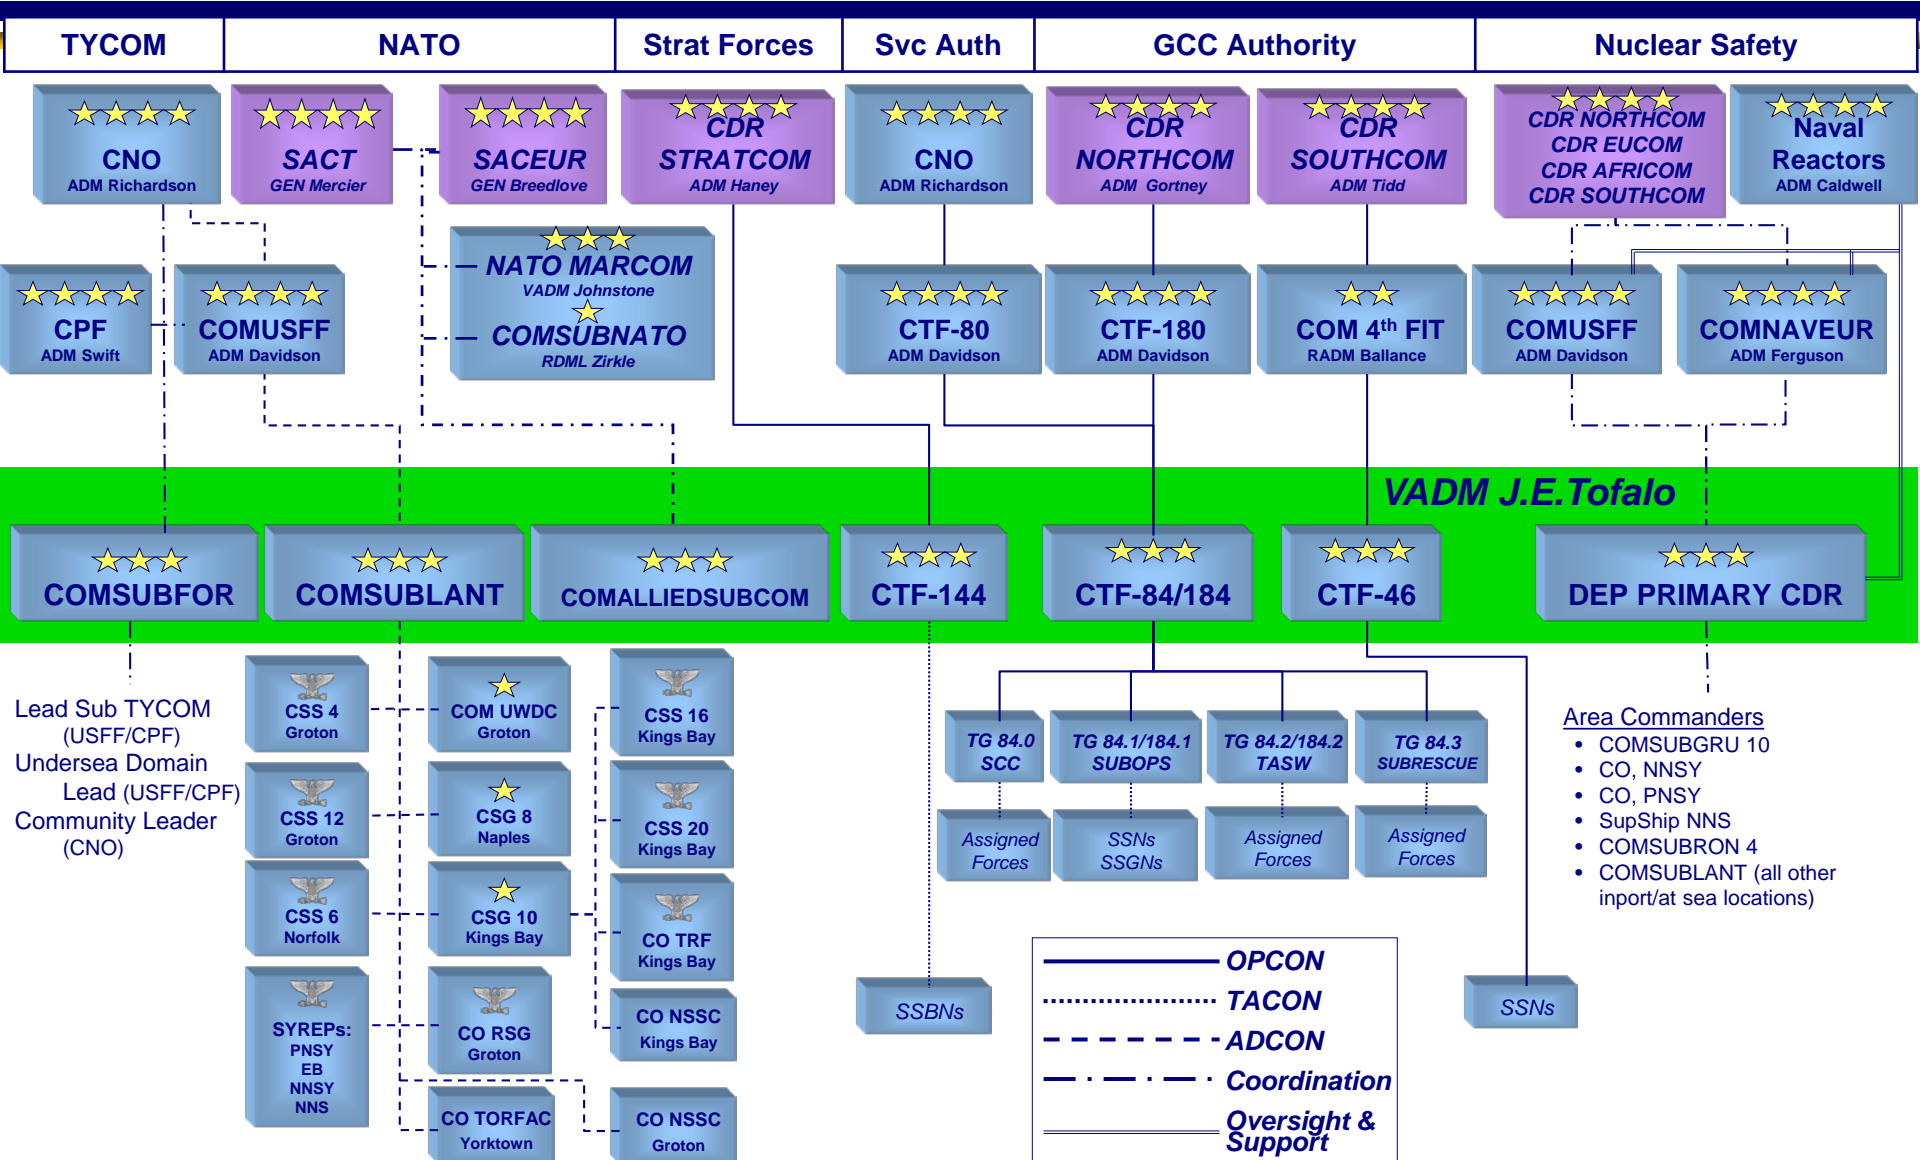 TYCOM
NATO
Strat Forces
Svc Auth
GCC Authority
Nuclear Safety
CNO
ADM Richardson
SACT
GEN Mercier
SACEUR
GEN Breedlove
CDR
STRATCOM
ADM Haney
CNO
ADM Richardson
CDR
NORTHCOM
ADM Gortney
CDR
SOUTHCOM
ADM Tidd
CDR NORTHCOM
CDR EUCOM
CDR AFRICOM
CDR SOUTHCOM
Naval
Reactors
ADM Caldwell
CPF
ADM Swift
COMUSFF
ADM Davidson
NATO MARCOM
VADM Johnstone
COMSUBNATO
RDML Zirkle
CTF-80
ADM Davidson
CTF-180
ADM Davidson
COM 4th FIT
RADM Ballance
COMUSFF
ADM Davidson
COMNAVEUR
ADM Ferguson
VADM J.E.Tofalo
COMSUBFOR
COMSUBLANT
COMALLIEDSUBCOM
CTF-144
CTF-84/184
CTF-46
DEP PRIMARY CDR
Lead Sub TYCOM
(USFF/CPF)
Undersea Domain
Lead (USFF/CPF)
Community Leader
(CNO)
CSS 4
Groton
COM UWDC
Groton
CSS 16
Kings Bay
CSS 12
Groton
CSG 8
Naples
CSS 20
Kings Bay
CSS 6
Norfolk
CSG 10
Kings Bay
CO TRF
Kings Bay
SYREPs:
PNSY
EB
NNSY
NNS
CO RSG
Groton
CO NSSC
Kings Bay
CO TORFAC
Yorktown
CO NSSC
Groton
SSBNs
TG 84.0
SCC
TG 84.1/184.1
SUBOPS
TG 84.2/184.2
TASW
TG 84.3
SUBRESCUE
Assigned
Forces
SSNs
SSGNs
Assigned
Forces
Assigned
Forces
SSNs
Area Commanders
• COMSUBGRU 10
• CO, NNSY
• CO, PNSY
• SupShip NNS
• COMSUBRON 4
• COMSUBLANT (all other
inport/at sea locations)
OPCON
TACON
ADCON
Coordination
Oversight &
Support